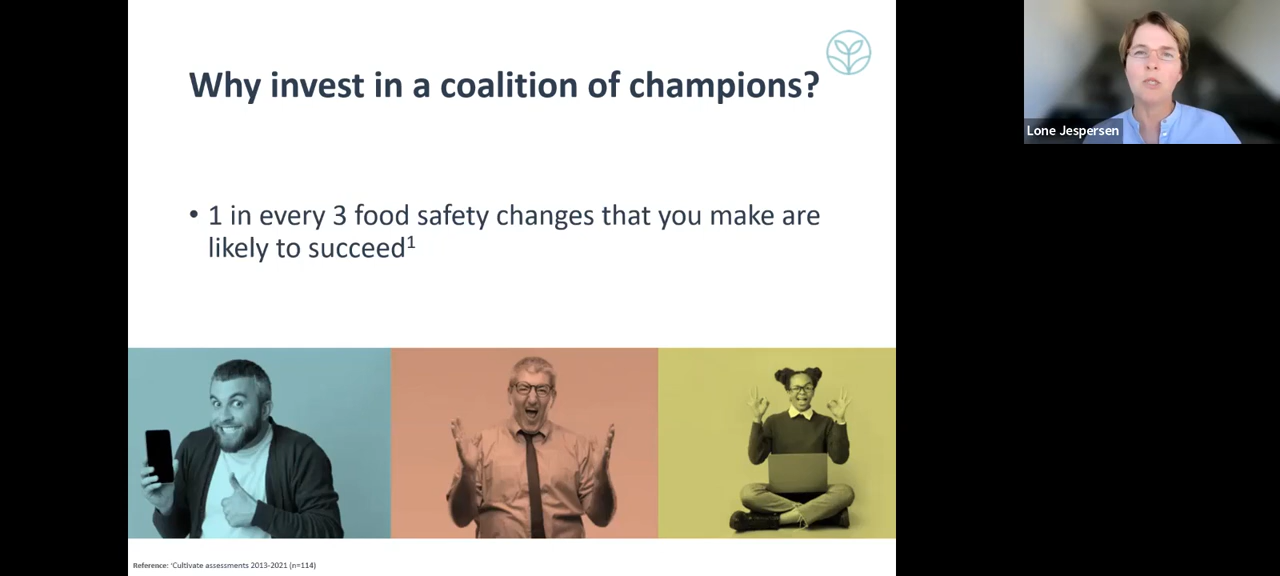 Why invest in a coalition of champions?
• 1 in every 3 food safety changes that you make are
likely to succeed¹
Lone Jespersen
Reference: ¹Cultivate assessments 2013-2021 (n=114)